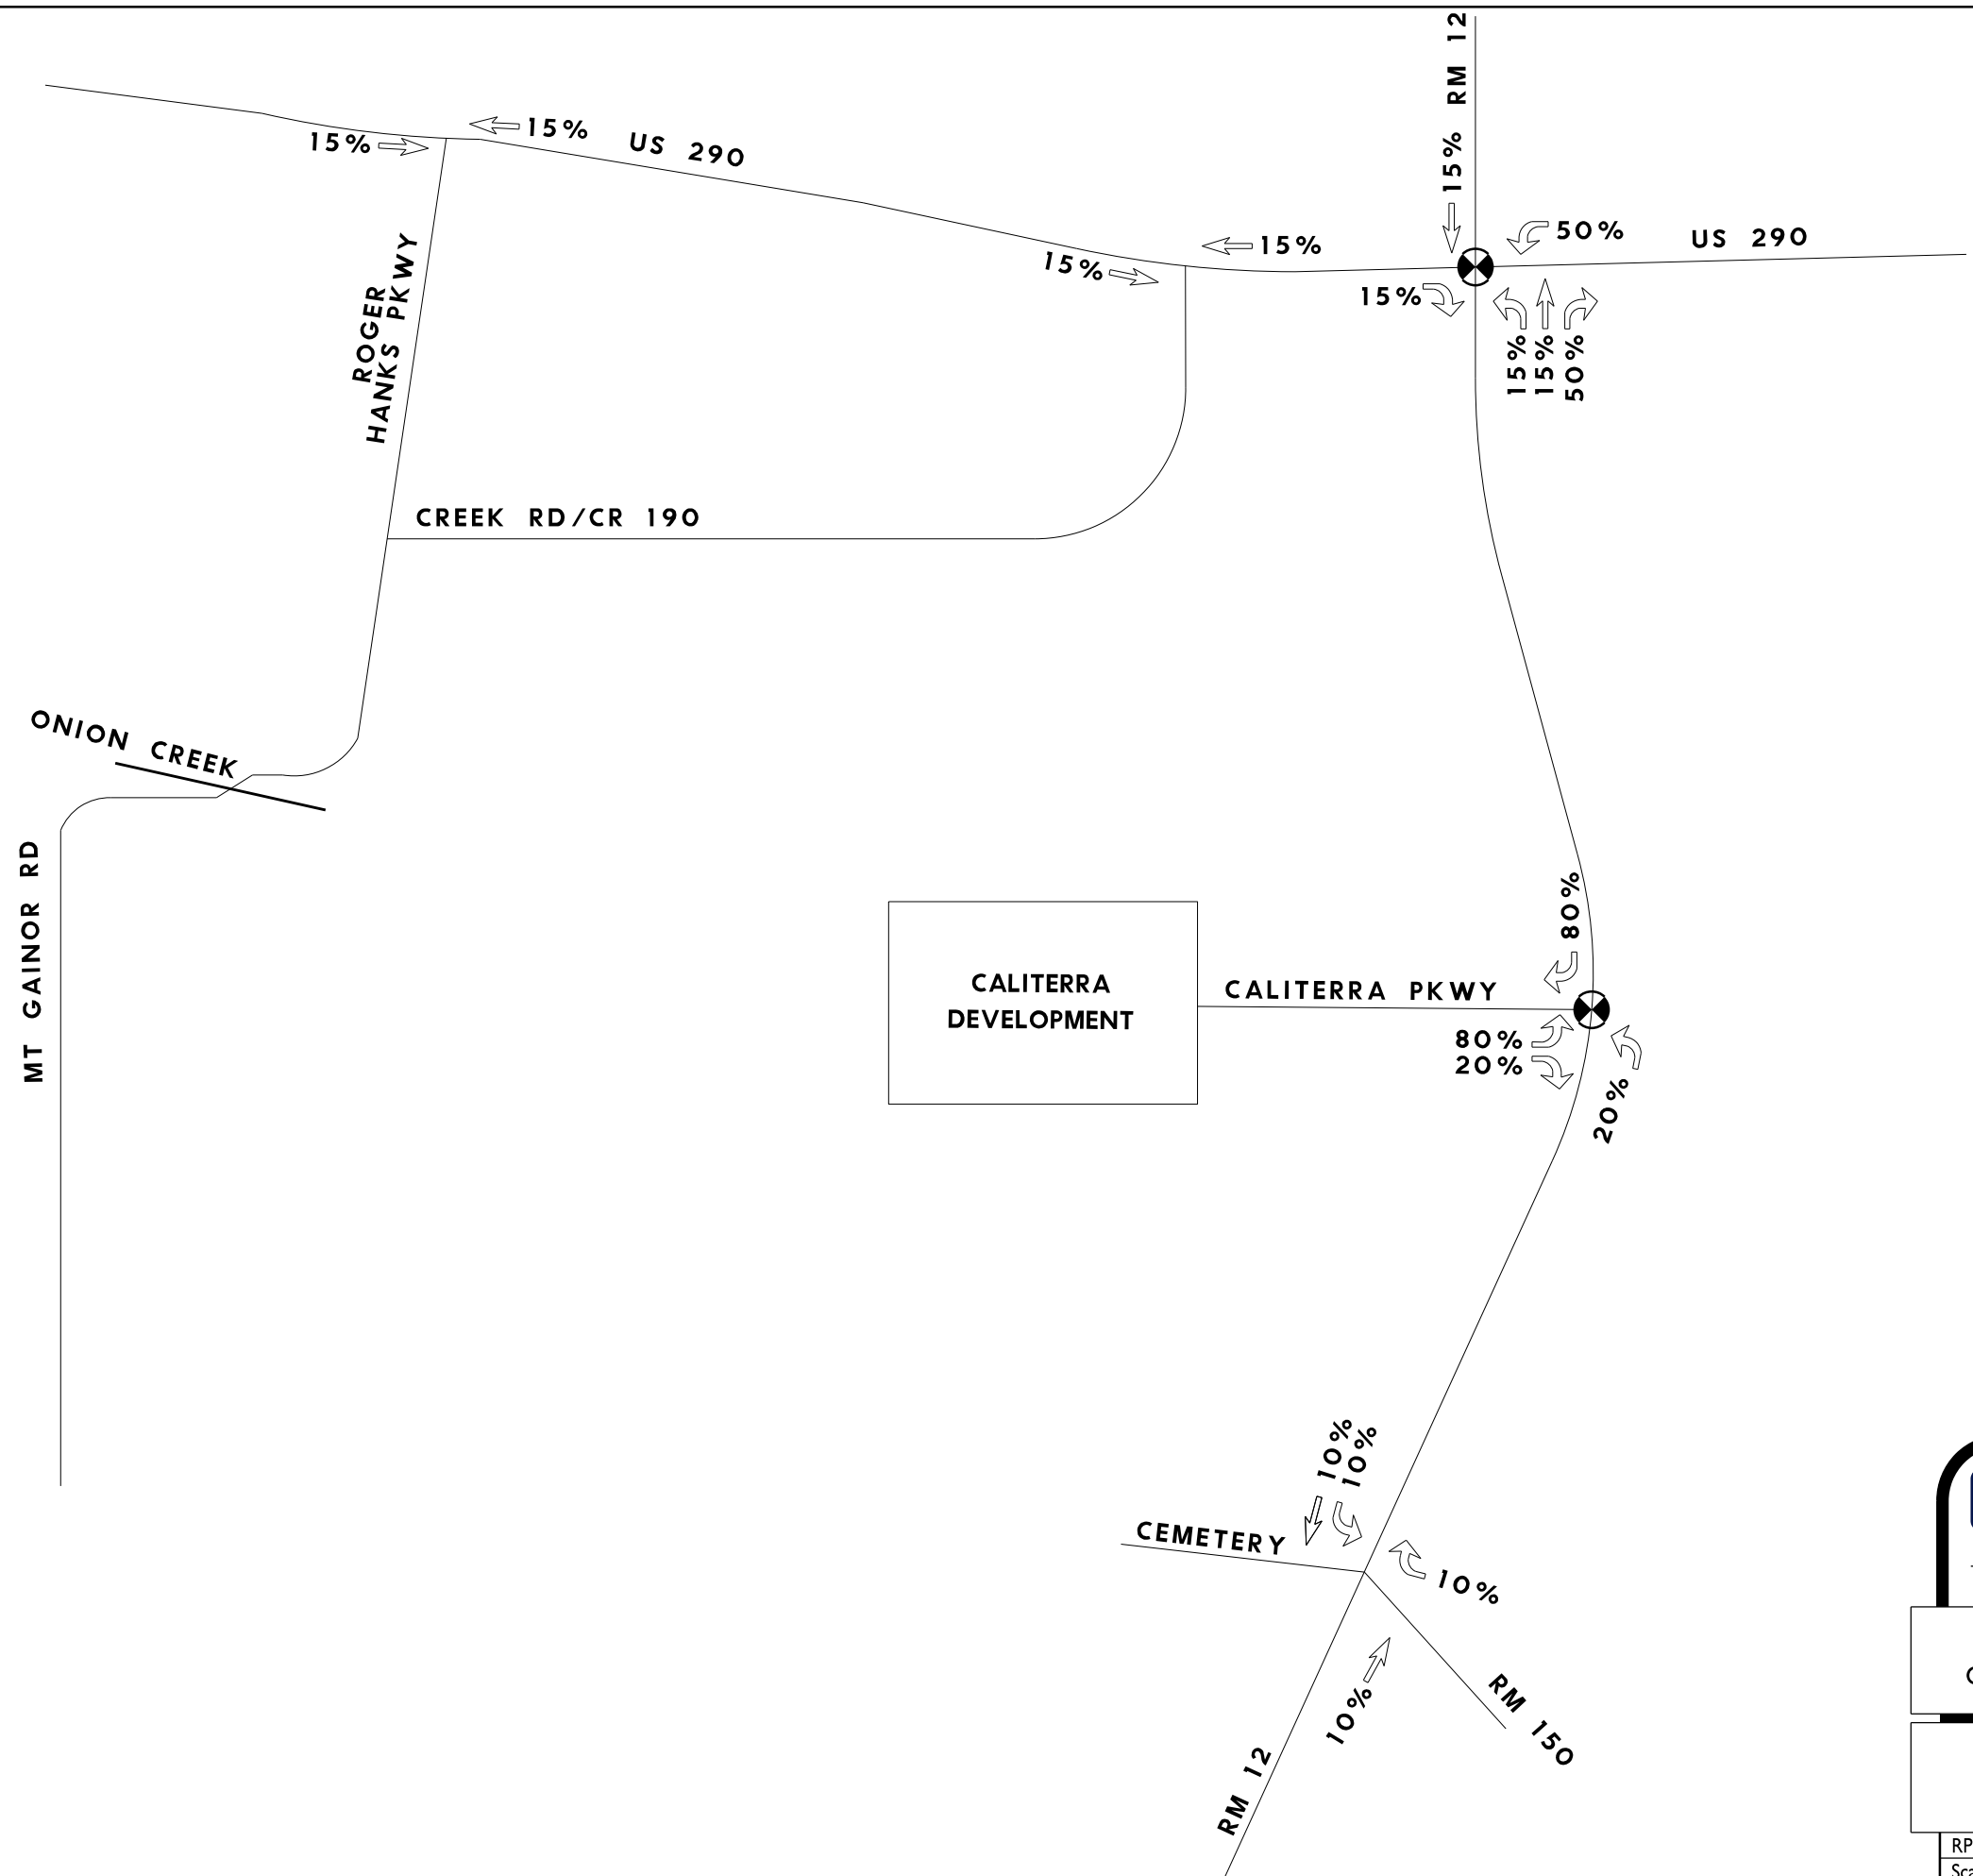 RM 12
15%
15%
15%
US 290
15%
50%
US 290
15%
15%
15%
15%
15%
50%
ROGER
HANKS PKWY
CREEK RD/CR 190
ONION CREEK
MT GAINOR RD
80%
CALITERRA
DEVELOPMENT
CALITERRA PKWY
80%
20%
20%
10%
10%
CEMETERY
10%
10%
RM 150
RM 12
RP